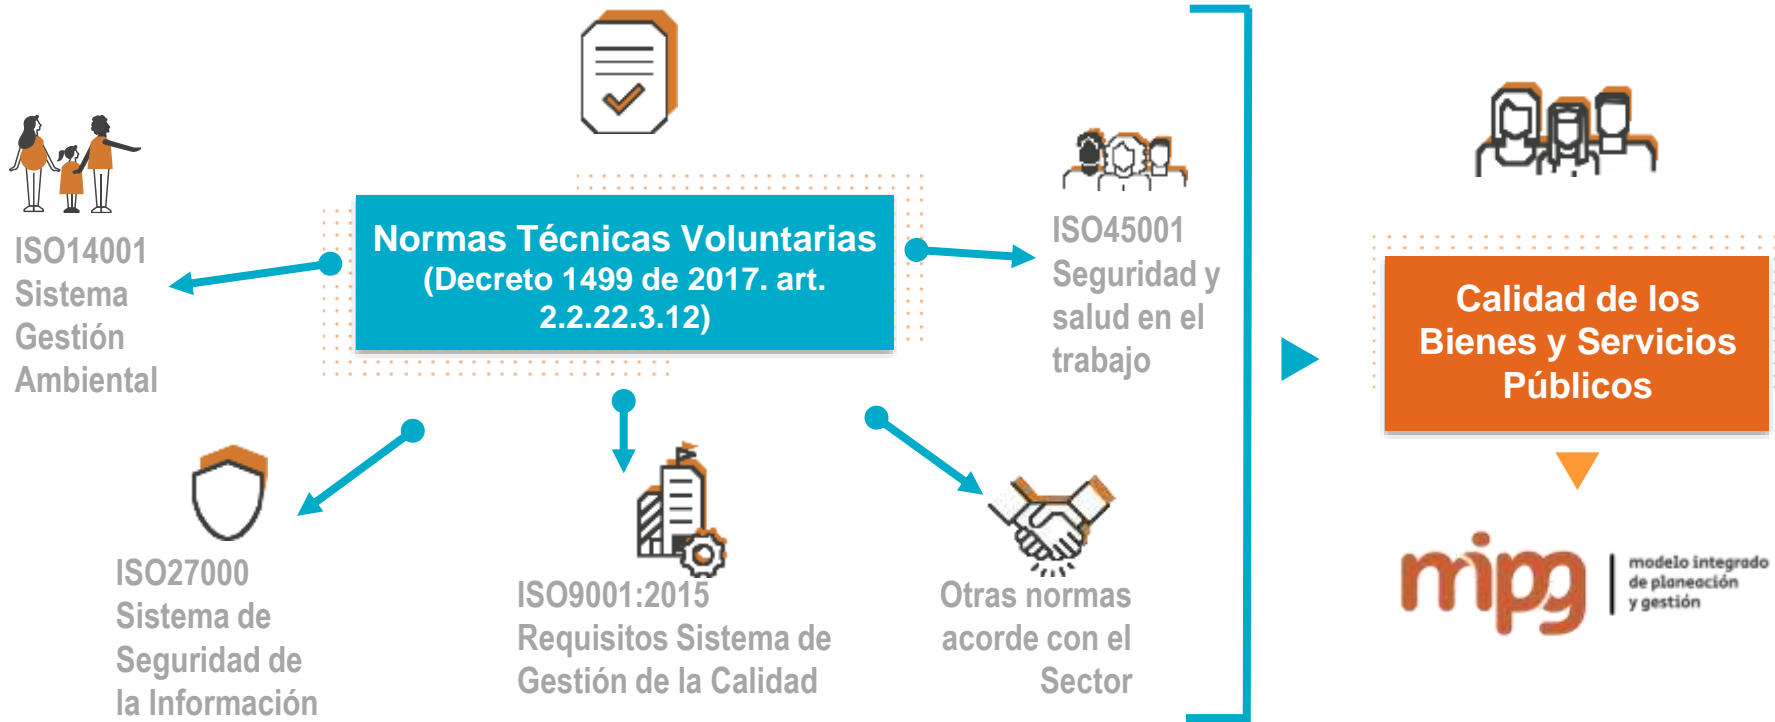 Normas Técnicas Voluntarias
(Decreto 1499 de 2017. art.
2.2.22.3.12)
ISO14001
Sistema
Gestión
Ambiental
ISO27000
Sistema de
Seguridad de
la Información
ISO9001:2015
Requisitos Sistema de
Gestión de la Calidad
Otras normas
acorde con el
Sector
ISO45001
Seguridad y
salud en el
trabajo
Calidad de los
Bienes y Servicios
Públicos
mipg
modelo integrado
de planeación
y gestión